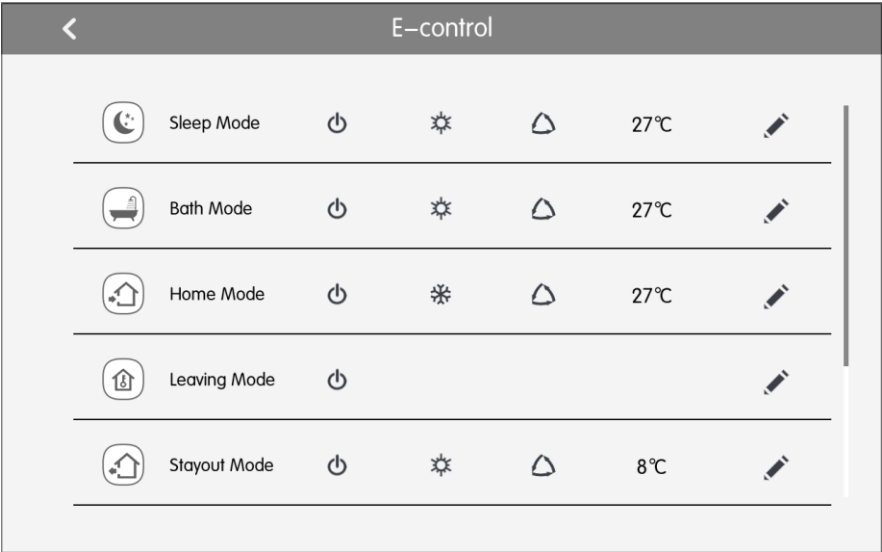 E-control
Sleep Mode 27℃
Bath Mode 27℃
Home Mode 27℃
Leaving Mode
Stayout Mode 8℃